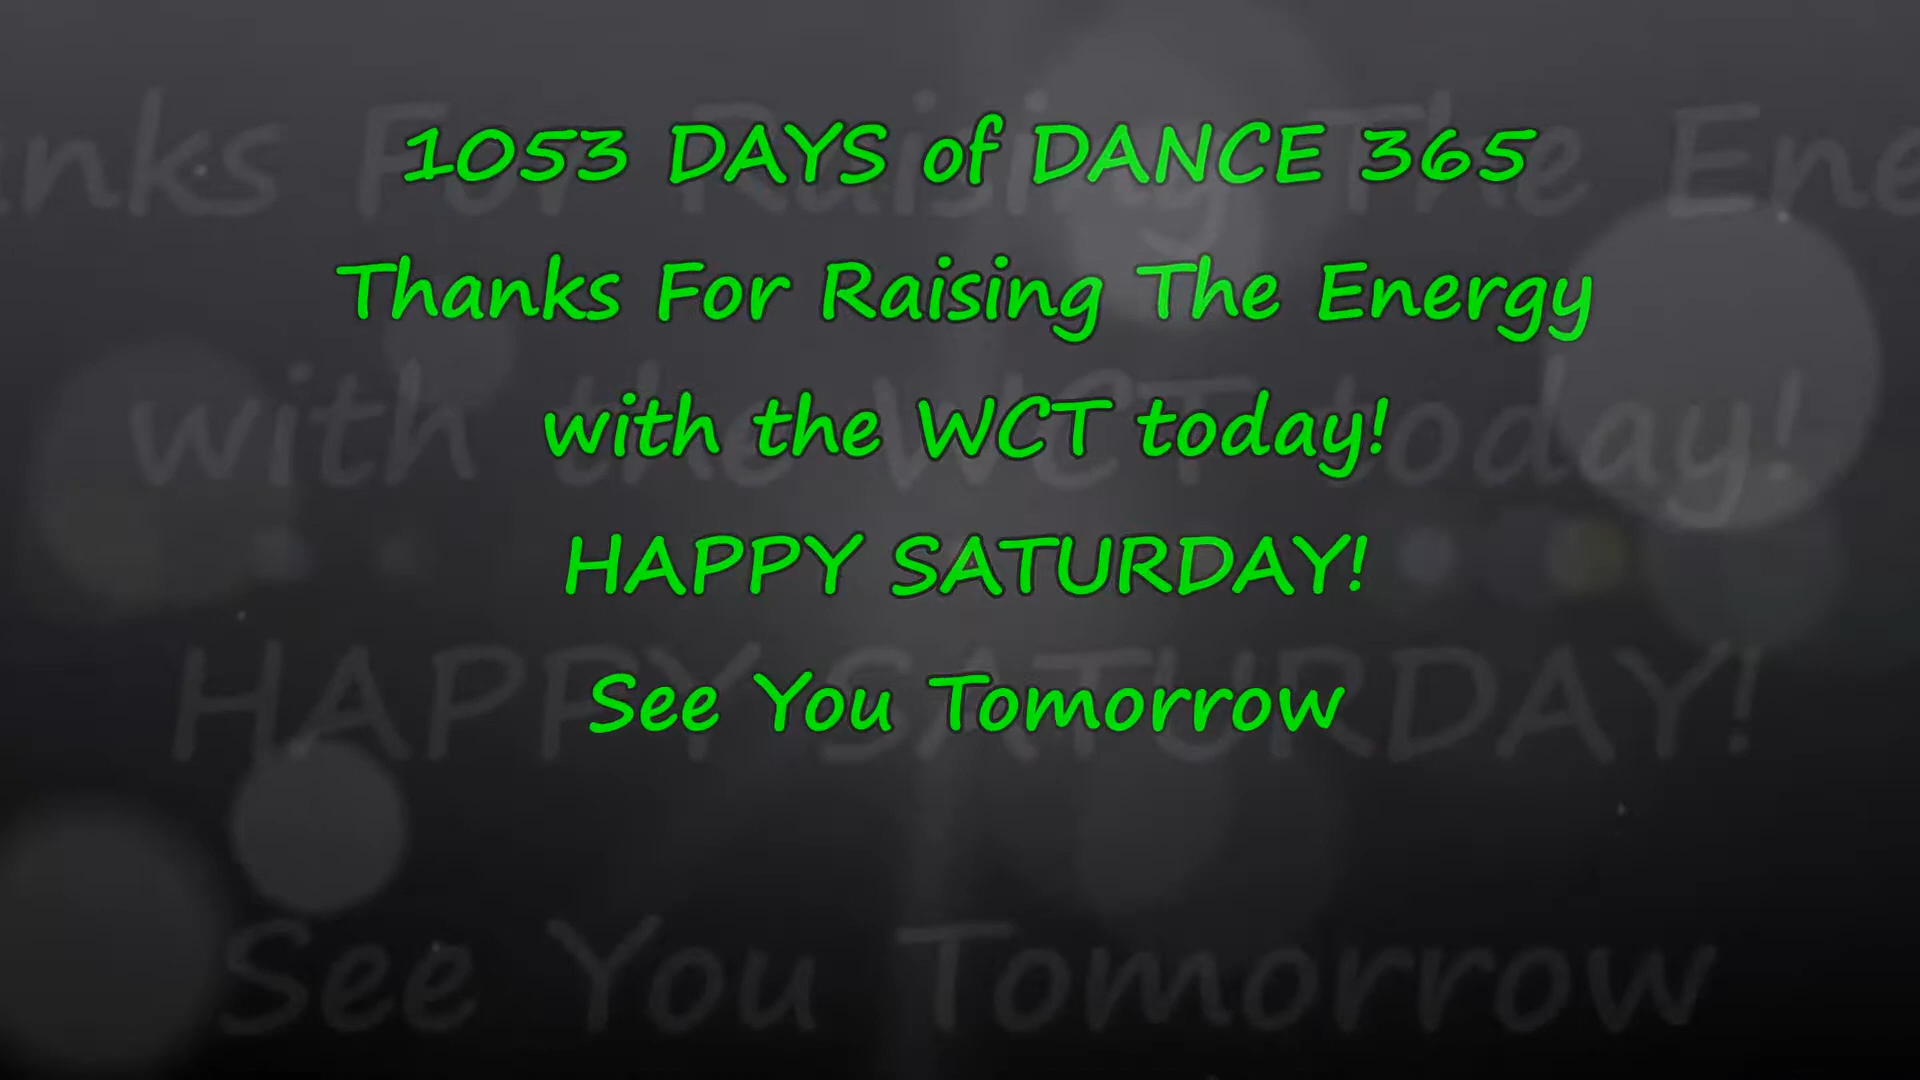 1053 DAYS of DANCE 365
Thanks For Raising The Energy
with the WCT today!
HAPPY SATURDAY!
See You Tomorrow